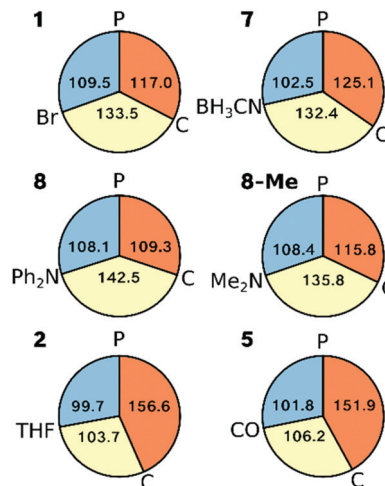 1 7
P P
109.5 117.0 102.5 125.1
Br 133.5 C BH3CN 132.4 C
8 8-Me
P P
108.1 109.3 108.4 115.8
Ph2N 142.5 C Me2N 135.8 C
2 5
P P
99.7 156.6 101.8 151.9
THF 103.7 CO 106.2
C C